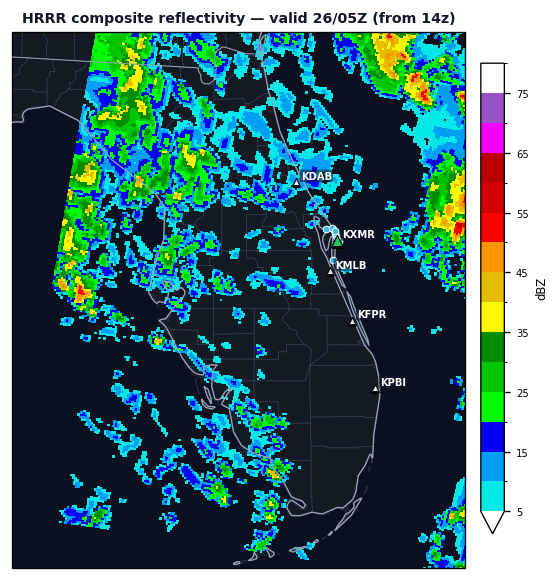 HRRR composite reflectivity — valid 26/05Z (from 14z)
KDAB
KXMR
KMLB
KFPR
KPBI
75
65
55
45
35
25
15
5
dBZ